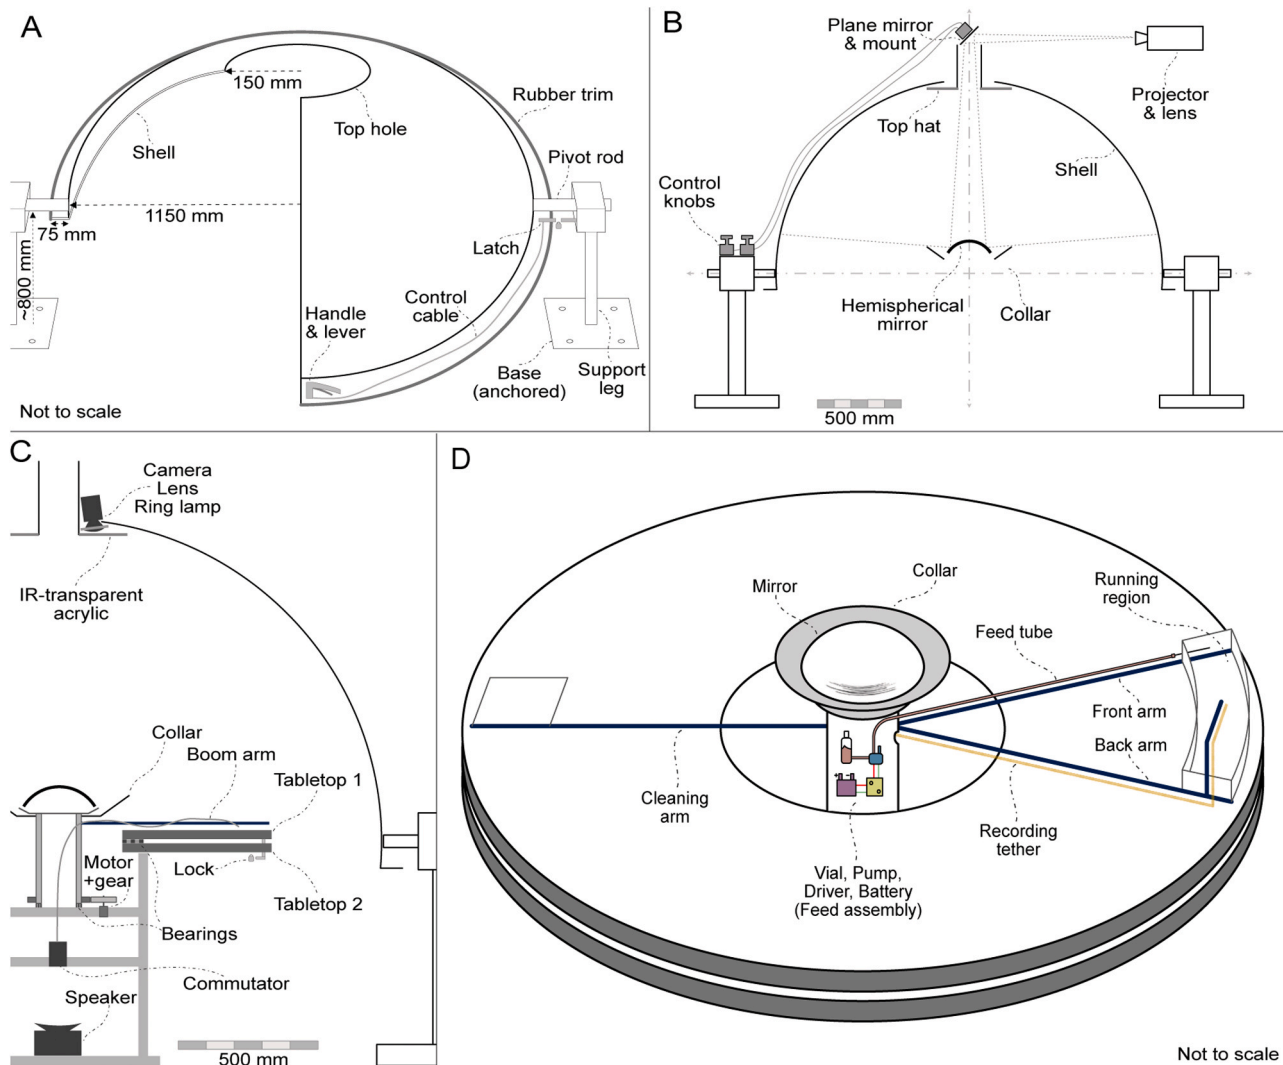 A
150 mm
Rubber trim
Top hole
Shell
Pivot rod
1150 mm
75 mm
Latch
~800 mm
Control
cable
Handle
& lever
Base
(anchored)
Support
leg
Not to scale
B
Plane mirror
& mount
Projector
& lens
Top hat
Shell
Control
knobs
Hemispherical
mirror
Collar
500 mm
C
Camera
Lens
Ring lamp
IR-transparent
acrylic
Collar
Boom arm
Tabletop 1
Motor
+gear
Lock
Tabletop 2
Bearings
Commutator
Speaker
500 mm
D
Collar
Mirror
Running
region
Feed tube
Front arm
Back arm
Cleaning
arm
Recording
tether
Vial, Pump,
Driver, Battery
(Feed assembly)
Not to scale